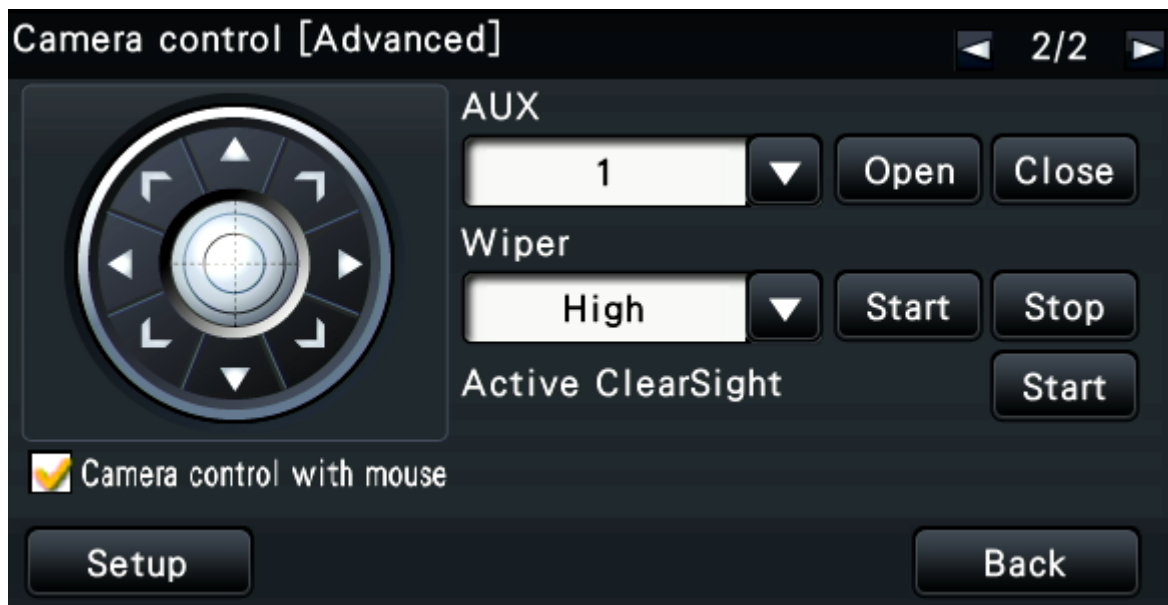 Camera control [Advanced] 2/2
AUX
1 Open Close
Wiper
High Start Stop
Active ClearSight Start
Camera control with mouse
Setup Back